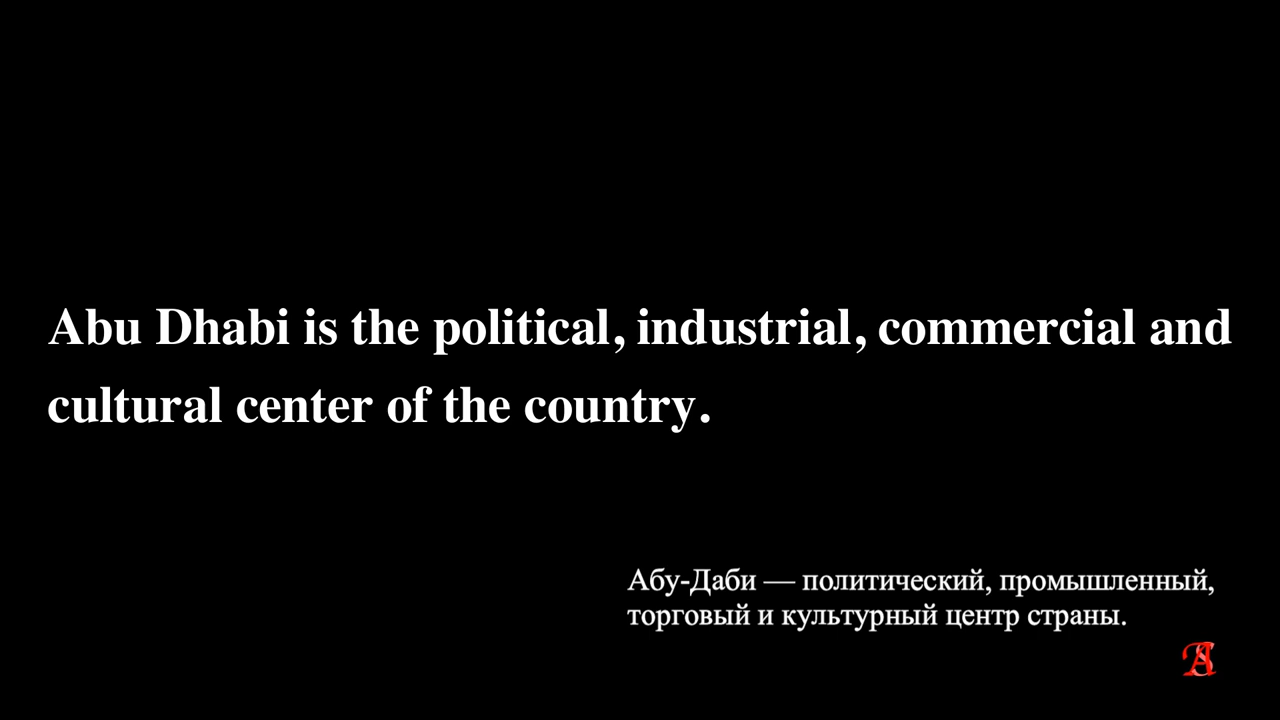 Abu Dhabi is the political, industrial, commercial and
cultural center of the country.
Абу-Даби — политический, промышленный,
торговый и культурный центр страны.